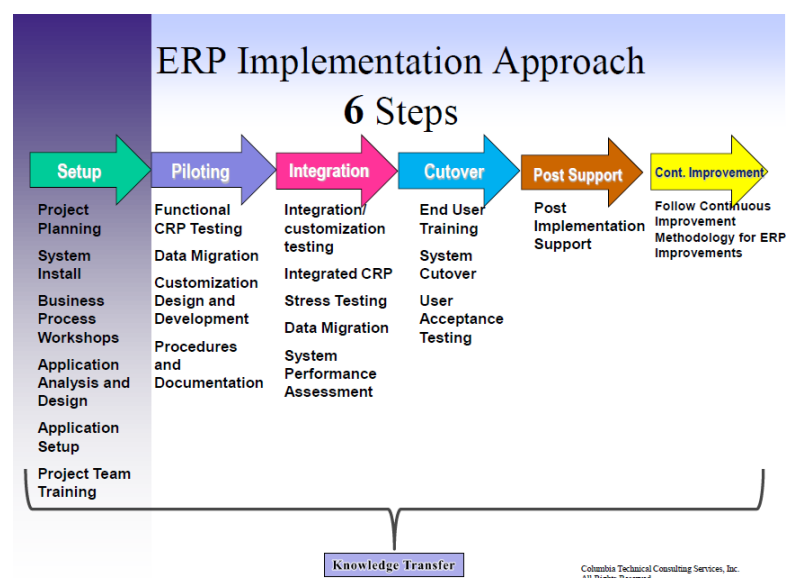 ERP Implementation Approach
6 Steps
Setup
Piloting
Integration
Cutover
Post Support
Cont. Improvement
Project
Planning
System
Install
Business
Process
Workshops
Application
Analysis and
Design
Application
Setup
Project Team
Training
Functional
CRP Testing
Data Migration
Customization
Design and
Development
Procedures
and
Documentation
Integration/
customization
testing
Integrated CRP
Stress Testing
Data Migration
System
Performance
Assessment
End User
Training
System
Cutover
User
Acceptance
Testing
Post
Implementation
Support
Follow Continuous
Improvement
Methodology for ERP
Improvements
Knowledge Transfer
Columbia Technical Consulting Services, Inc.
All Rights Reserved